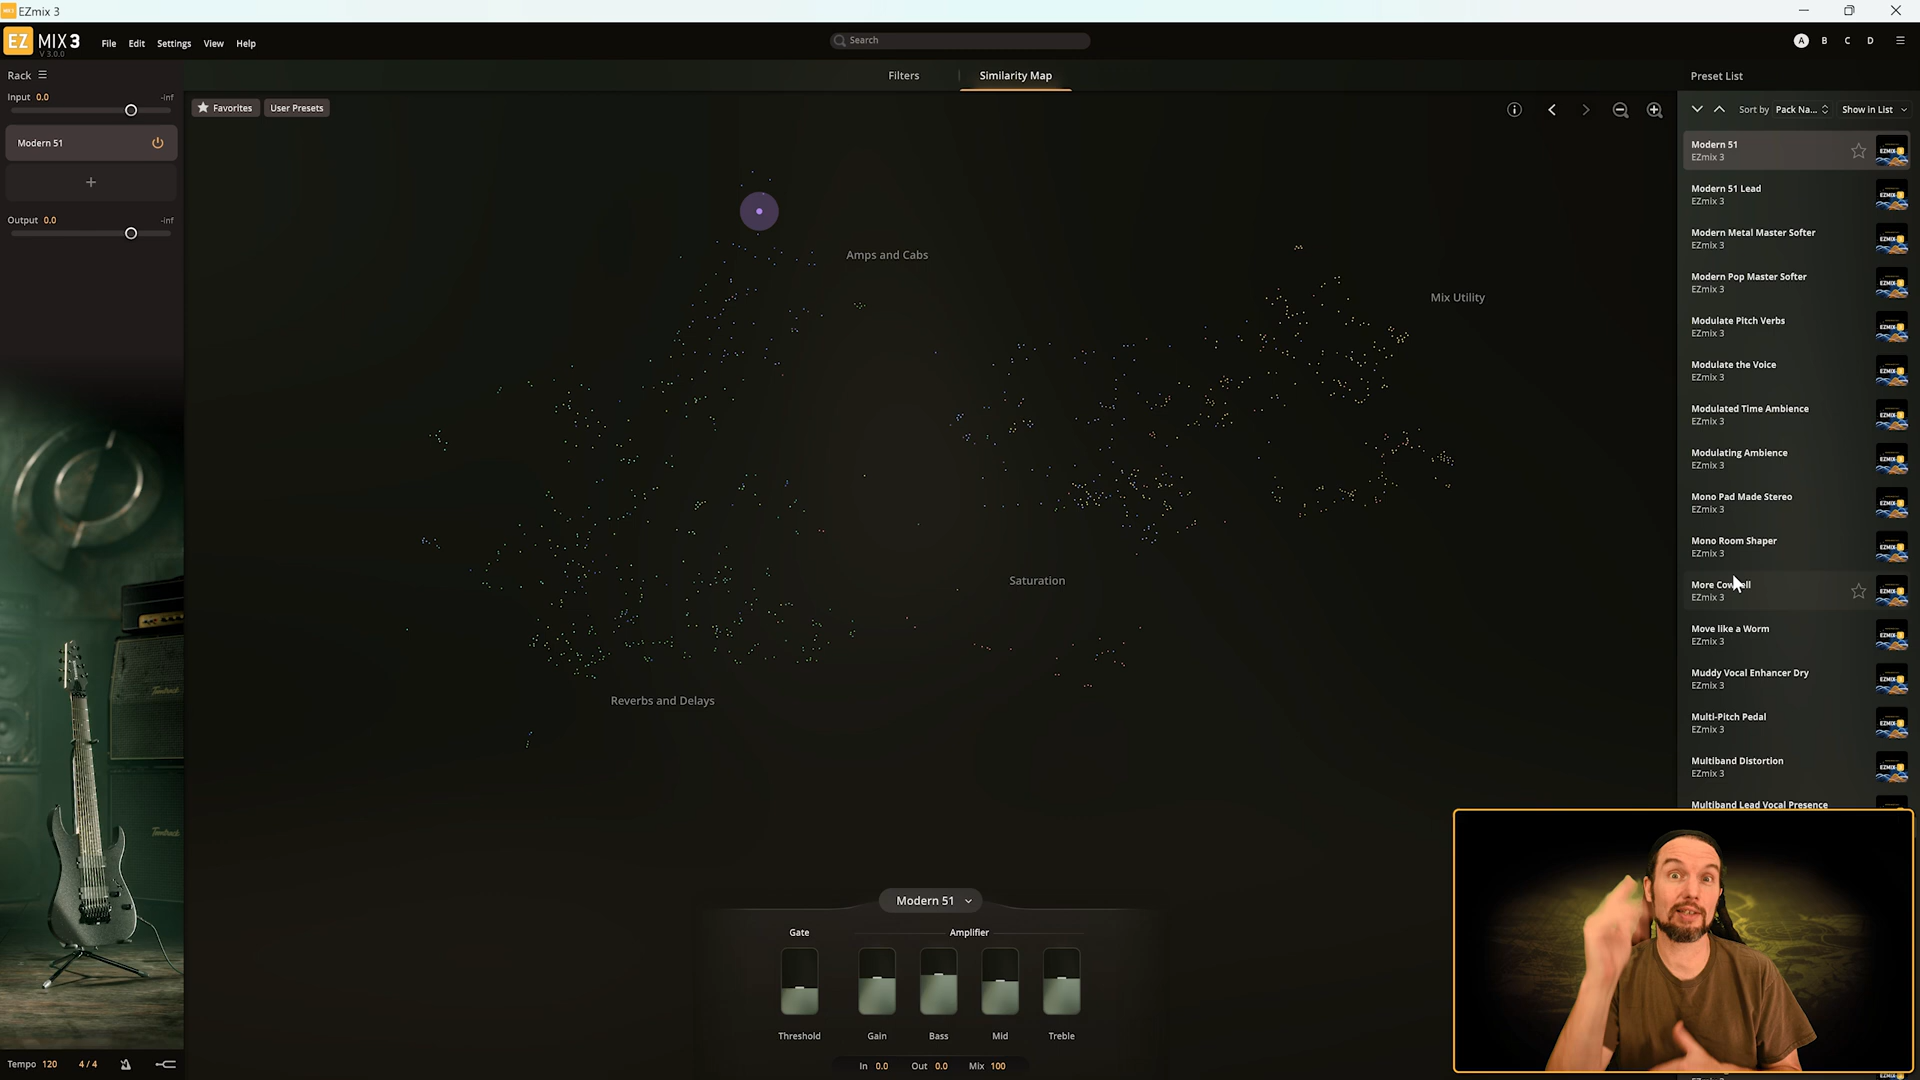 EZmix 3
EZ MIX 3
V 3.0.0
File Edit Settings View Help
Search
A B C D
Rack
Filters
Similarity Map
Preset List
Input 0.0 -inf
Favorites
User Presets
Sort by Pack Na...
Show in List
Modern 51
Output 0.0 -inf
Amps and Cabs
Mix Utility
Saturation
Reverbs and Delays
Modern 51
EZmix 3
Modern 51 Lead
EZmix 3
Modern Metal Master Softer
EZmix 3
Modern Pop Master Softer
EZmix 3
Modulate Pitch Verbs
EZmix 3
Modulate the Voice
EZmix 3
Modulated Time Ambience
EZmix 3
Modulating Ambience
EZmix 3
Mono Pad Made Stereo
EZmix 3
Mono Room Shaper
EZmix 3
More Cowbell
EZmix 3
Move like a Worm
EZmix 3
Muddy Vocal Enhancer Dry
EZmix 3
Multi-Pitch Pedal
EZmix 3
Multiband Distortion
EZmix 3
Multiband Lead Vocal Presence
Modern 51
Gate
Amplifier
Threshold
Gain
Bass
Mid
Treble
In 0.0 Out 0.0 Mix 100
Tempo 120 4/4